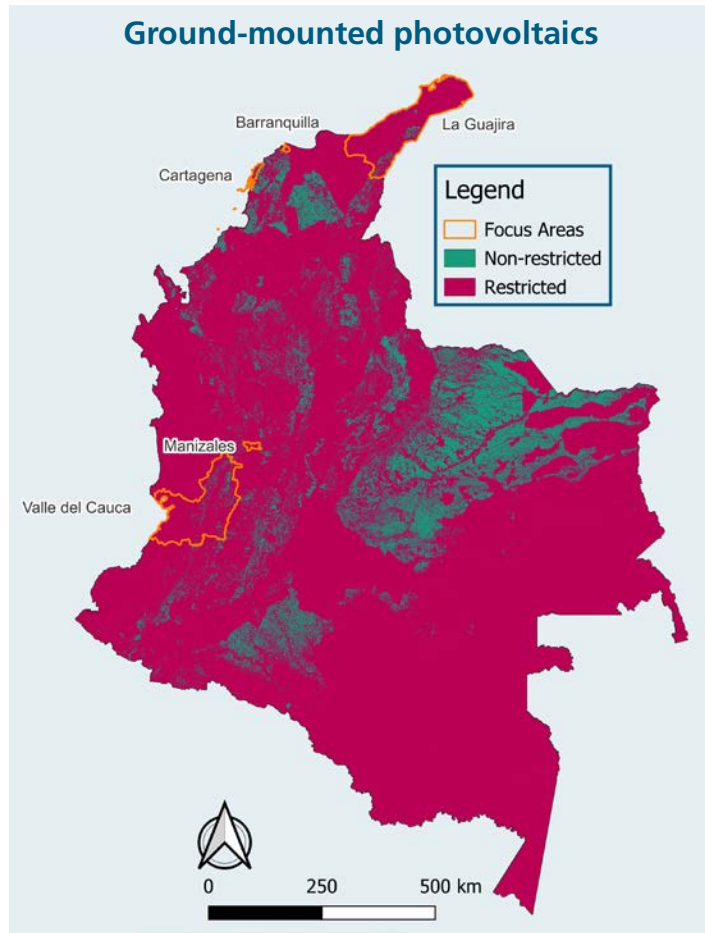 Ground-mounted photovoltaics
Barranquilla
La Guajira
Cartagena
Legend
Focus Areas
Non-restricted
Restricted
Manizales
Valle del Cauca
0 250 500 km